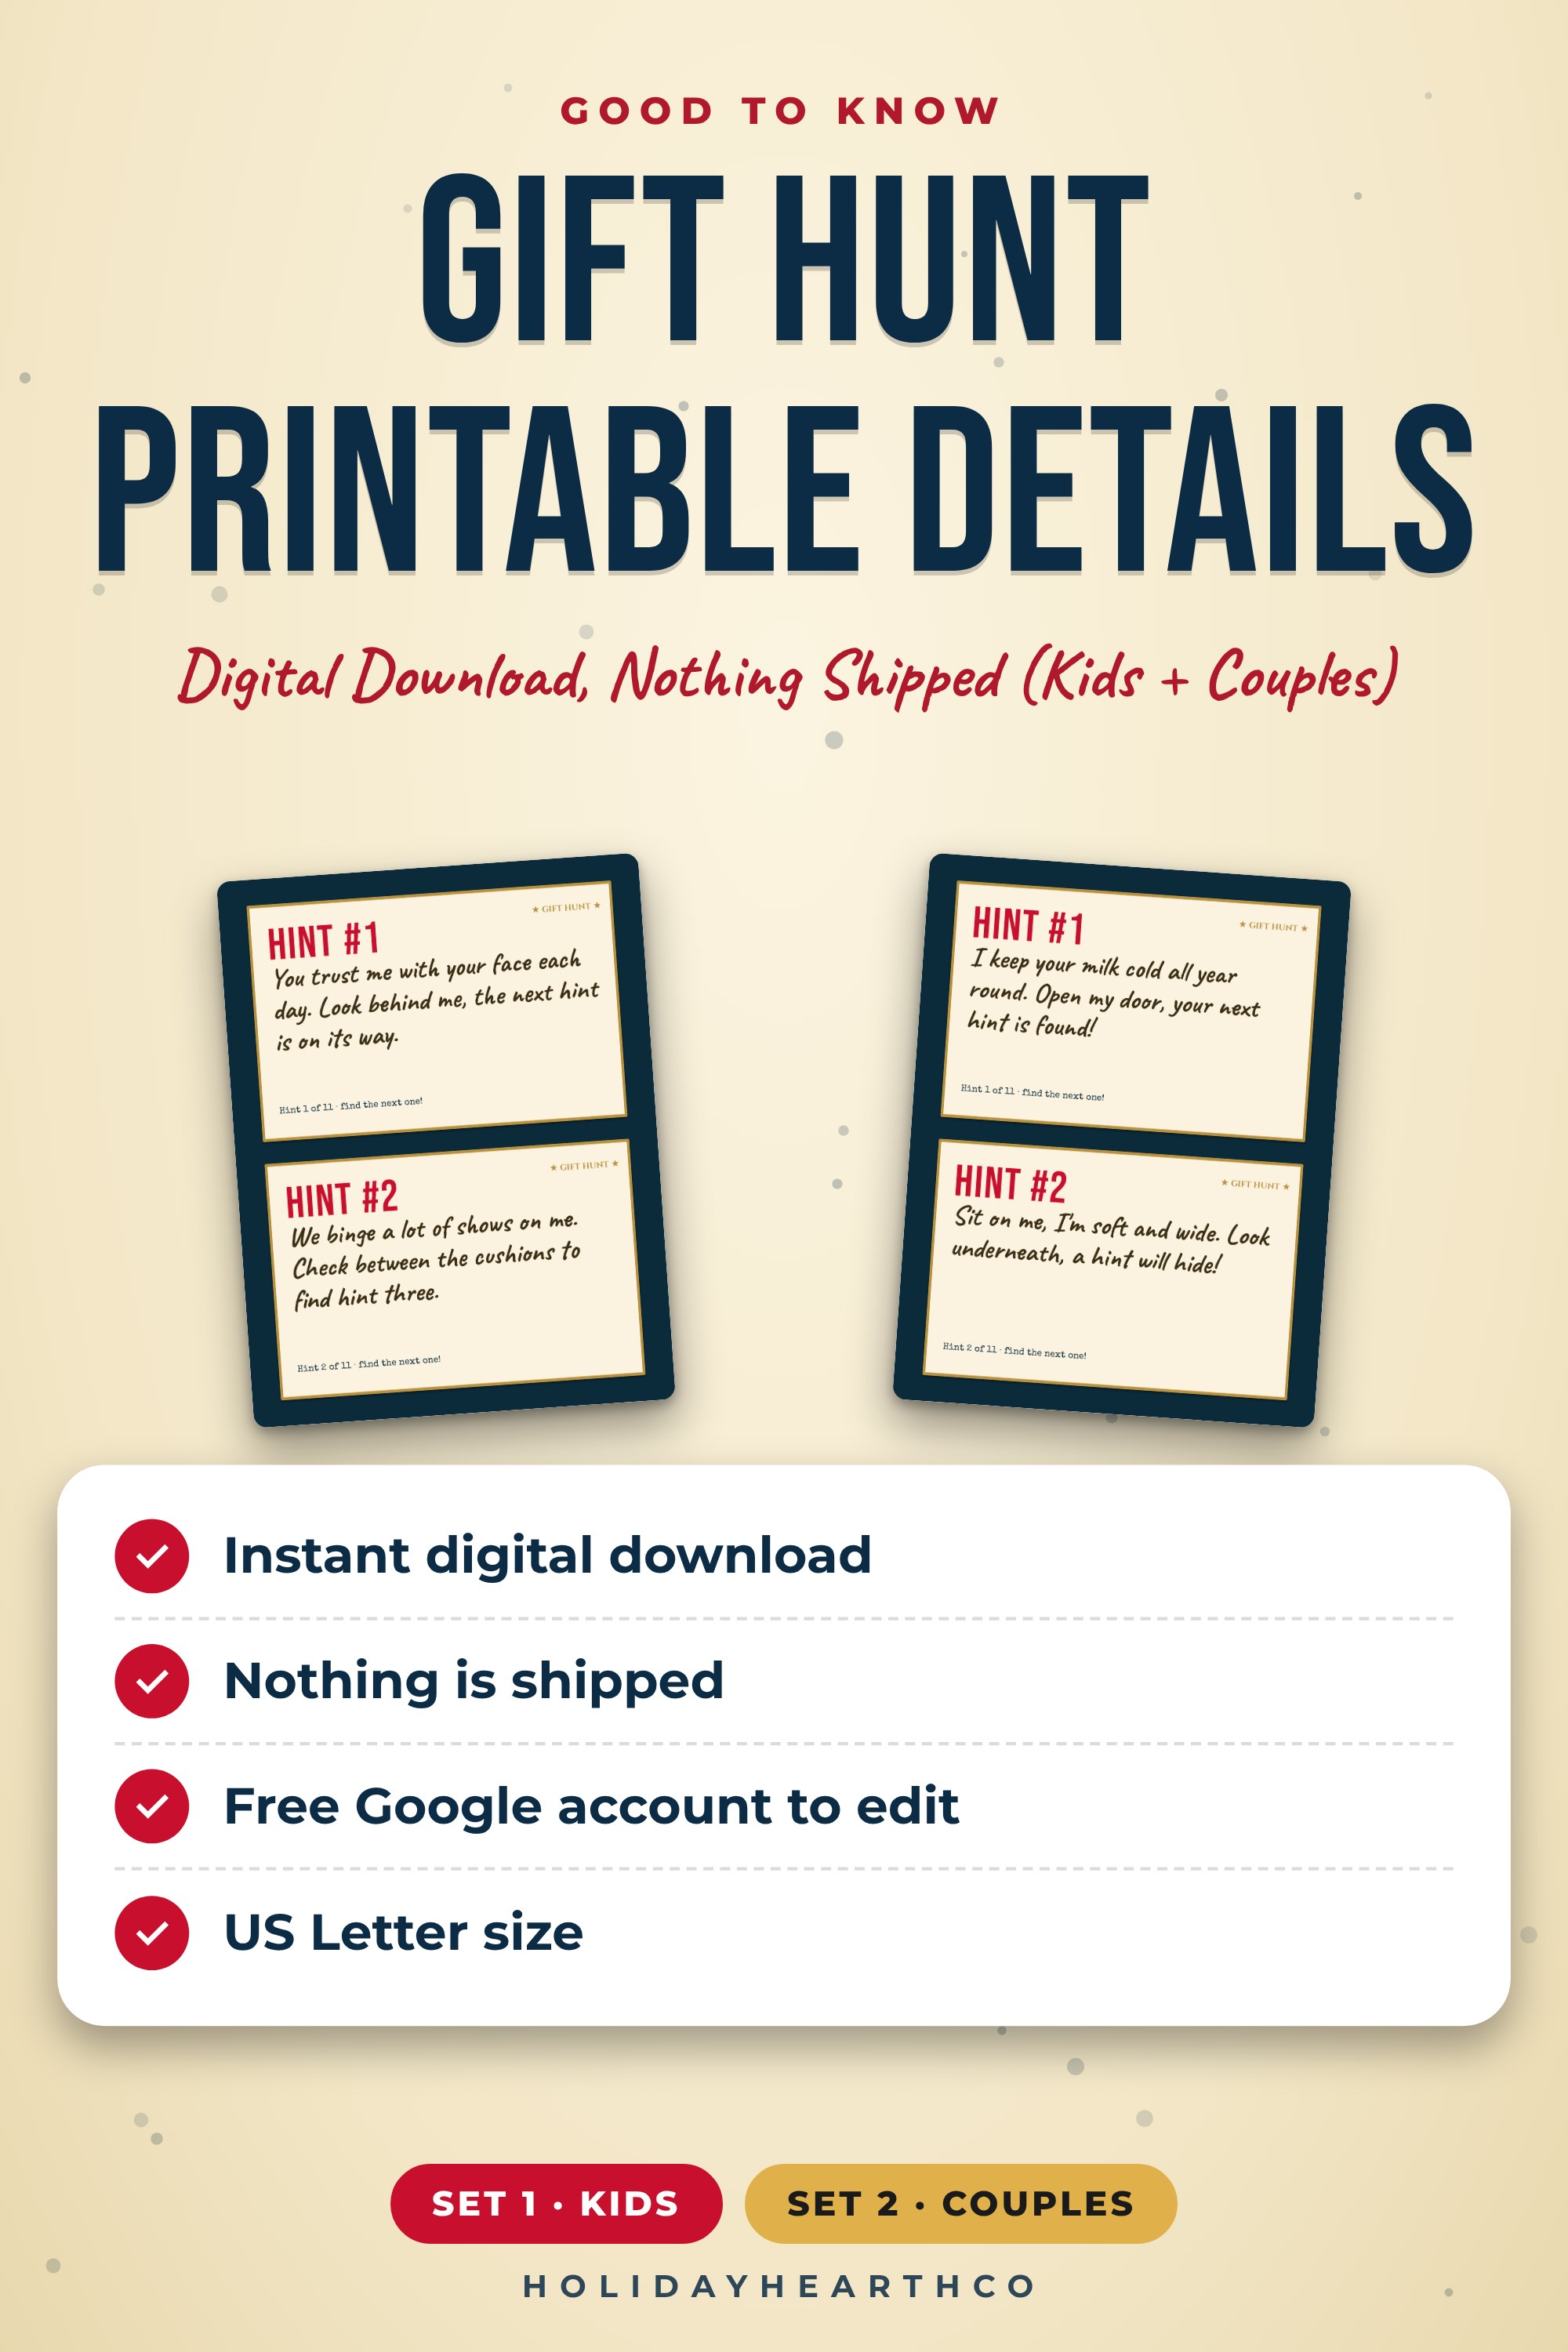 GOOD TO KNOW
GIFT HUNT
PRINTABLE DETAILS
Digital Download, Nothing Shipped (Kids + Couples)
★ GIFT HUNT ★
HINT #1
You trust me with your face each
day. Look behind me, the next hint
is on its way.
Hint 1 of 11 · find the next one!
★ GIFT HUNT ★
HINT #2
We binge a lot of shows on me.
Check between the cushions to
find hint three.
Hint 2 of 11 · find the next one!
★ GIFT HUNT ★
HINT #1
I keep your milk cold all year
round. Open my door, your next
hint is found!
Hint 1 of 11 · find the next one!
★ GIFT HUNT ★
HINT #2
Sit on me, I'm soft and wide. Look
underneath, a hint will hide!
Hint 2 of 11 · find the next one!
Instant digital download
Nothing is shipped
Free Google account to edit
US Letter size
SET 1 · KIDS
SET 2 · COUPLES
HOLIDAYHEARTHCO